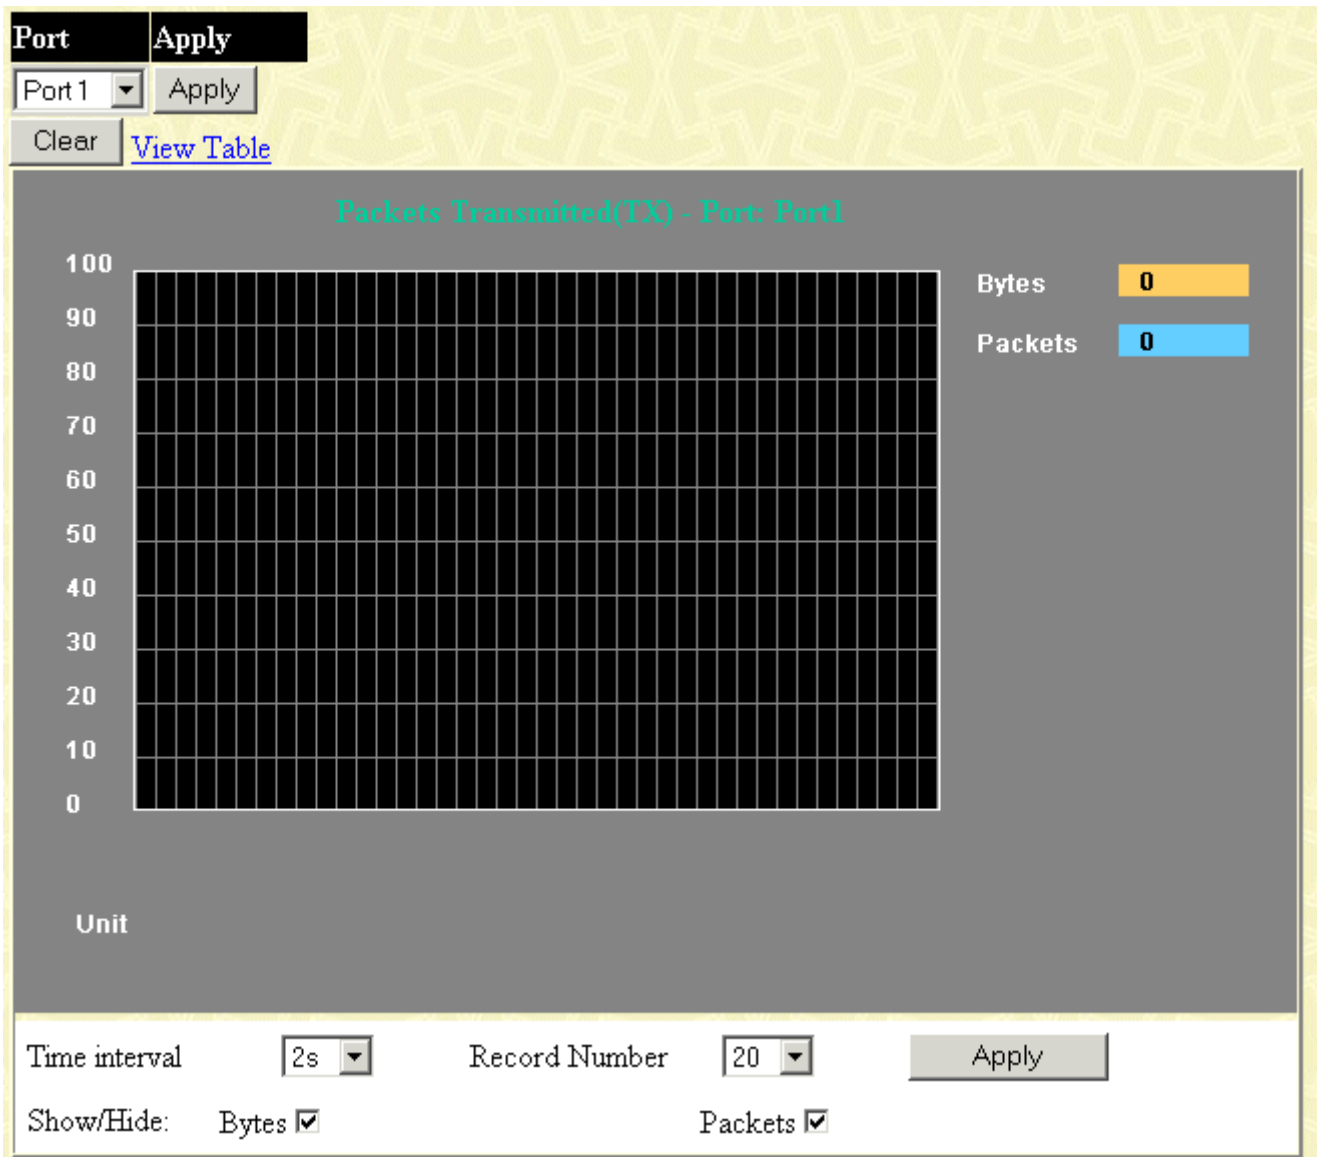 Port Apply
Port 1 Apply
Clear View Table
Packets Transmitted(TX) - Port: Port1
100
90
80
70
60
50
40
30
20
10
0
Bytes 0
Packets 0
Unit
Time interval 2s Record Number 20 Apply
Show/Hide: Bytes Packets